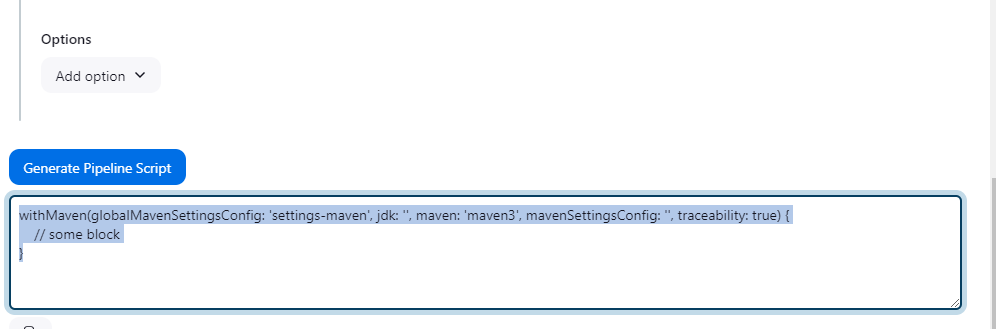 Options
Add option
Generate Pipeline Script
withMaven(globalMavenSettingsConfig: 'settings-maven', jdk: '', maven: 'maven3', mavenSettingsConfig: '', traceability: true) {
    // some block
}